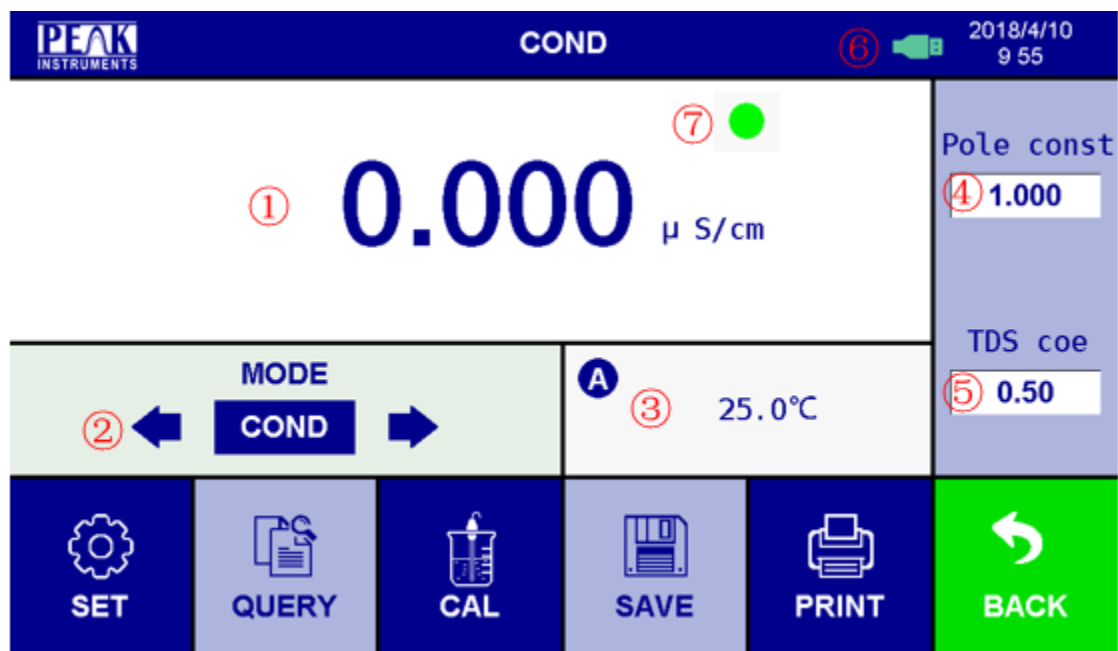 PEAK
INSTRUMENTS
COND
⑥
2018/4/10
9 55
⑦
① 0.000 μ S/cm
Pole const
④ 1.000
TDS coe
⑤ 0.50
MODE
② COND
A
③ 25.0℃
SET
QUERY
CAL
SAVE
PRINT
BACK